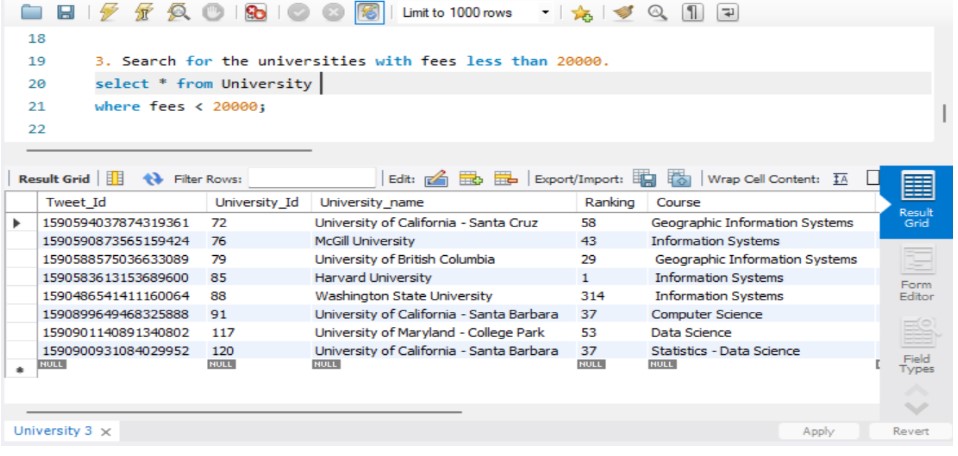 Limit to 1000 rows
18
19 3. Search for the universities with fees less than 20000.
20 select * from University
21 where fees < 20000;
22
Result Grid Filter Rows: Edit: Export/Import: Wrap Cell Content:
Tweet_Id University_Id University_name Ranking Course
1590594037874319361 72 University of California - Santa Cruz 58 Geographic Information Systems
1590590873565159424 76 McGill University 43 Information Systems
1590588575036633089 79 University of British Columbia 29 Geographic Information Systems
1590583613153689600 85 Harvard University 1 Information Systems
1590486541411160064 88 Washington State University 314 Information Systems
1590899649468325888 91 University of California - Santa Barbara 37 Computer Science
1590901140891340802 117 University of Maryland - College Park 53 Data Science
1590900931084029952 120 University of California - Santa Barbara 37 Statistics - Data Science
NULL NULL NULL NULL NULL
Result
Grid
Form
Editor
Field
Types
University 3 Apply Revert